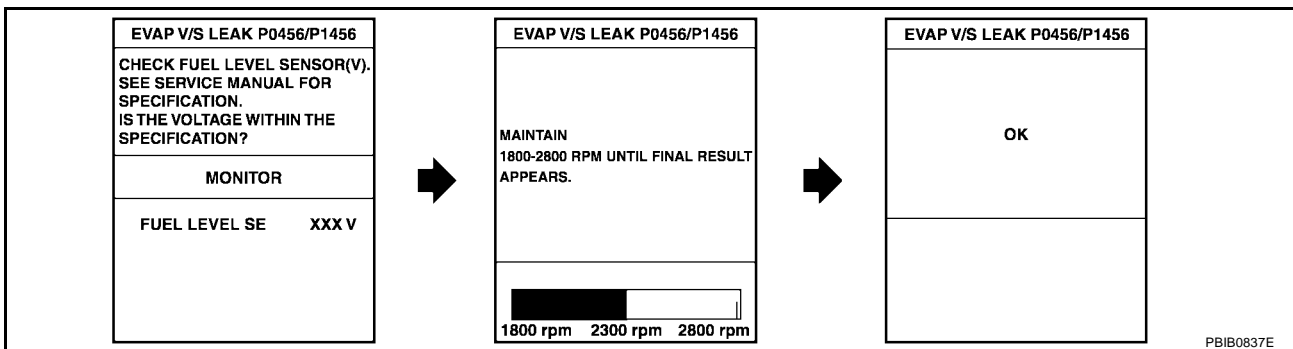 EVAP V/S LEAK P0456/P1456
CHECK FUEL LEVEL SENSOR(V).
SEE SERVICE MANUAL FOR
SPECIFICATION.
IS THE VOLTAGE WITHIN THE
SPECIFICATION?
MONITOR
FUEL LEVEL SE XXX V
EVAP V/S LEAK P0456/P1456
MAINTAIN
1800-2800 RPM UNTIL FINAL RESULT
APPEARS.
1800 rpm 2300 rpm 2800 rpm
EVAP V/S LEAK P0456/P1456
OK
PBIB0837E